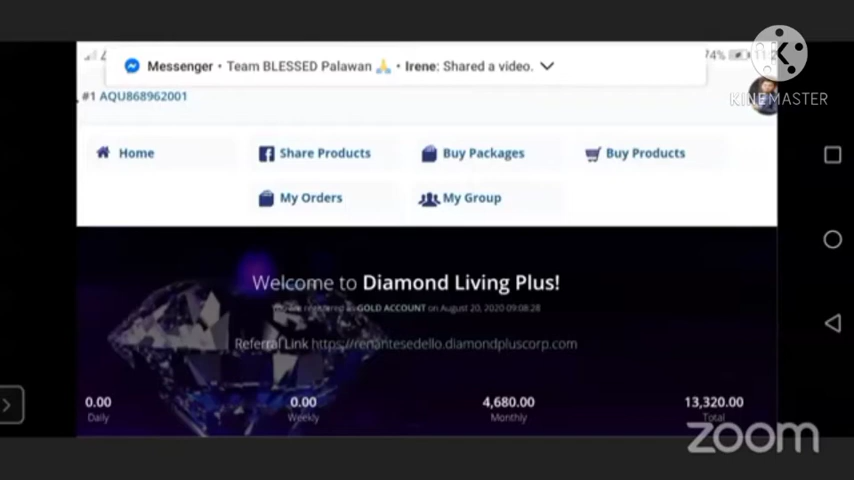 Messenger • Team BLESSED Palawan 🙏 • Irene: Shared a video.
74%
KINEMASTER
#1 AQU868962001
Home
Share Products
Buy Packages
Buy Products
My Orders
My Group
Welcome to Diamond Living Plus!
GOLD ACCOUNT on August 20, 2020 09:08:28
Referral Link https://renantesedello.diamondpluscorp.com
0.00 0.00 4,680.00 13,320.00
Daily Weekly Monthly Total
zoom